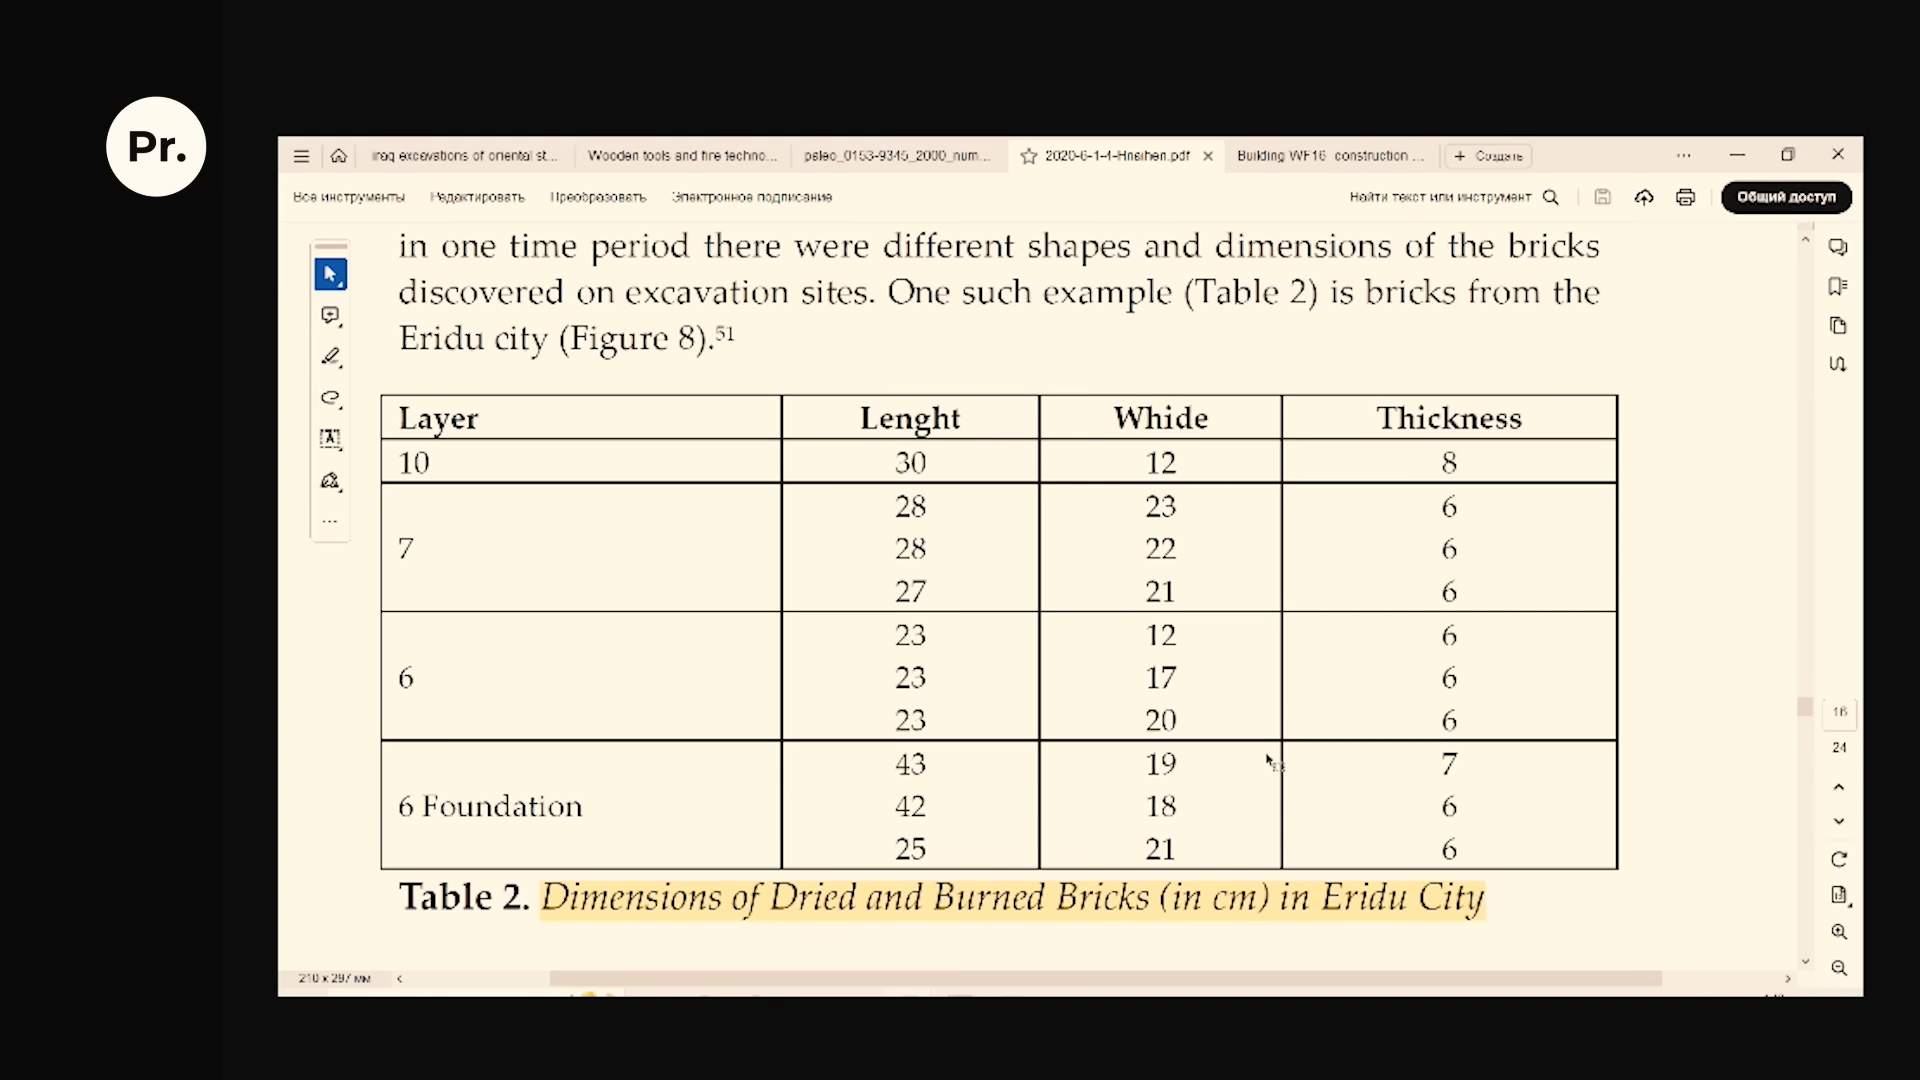 Pr.
iraq excavations of oriental st...
Wooden tools and fire techno...
paleo_0153-9345_2000_num...
2020-6-1-4-Hnaihen.pdf
Building WF16 construction ...
+ Создать
Все инструменты
Редактировать
Преобразовать
Электронное подписание
Найти текст или инструмент
Общий доступ
in one time period there were different shapes and dimensions of the bricks
discovered on excavation sites. One such example (Table 2) is bricks from the
Eridu city (Figure 8).51
Layer Lenght Whide Thickness
10 30 12 8
28 23 6
7 28 22 6
27 21 6
23 12 6
6 23 17 6
23 20 6
43 19 7
6 Foundation 42 18 6
25 21 6
Table 2. Dimensions of Dried and Burned Bricks (in cm) in Eridu City
16
24
210 x 297 мм